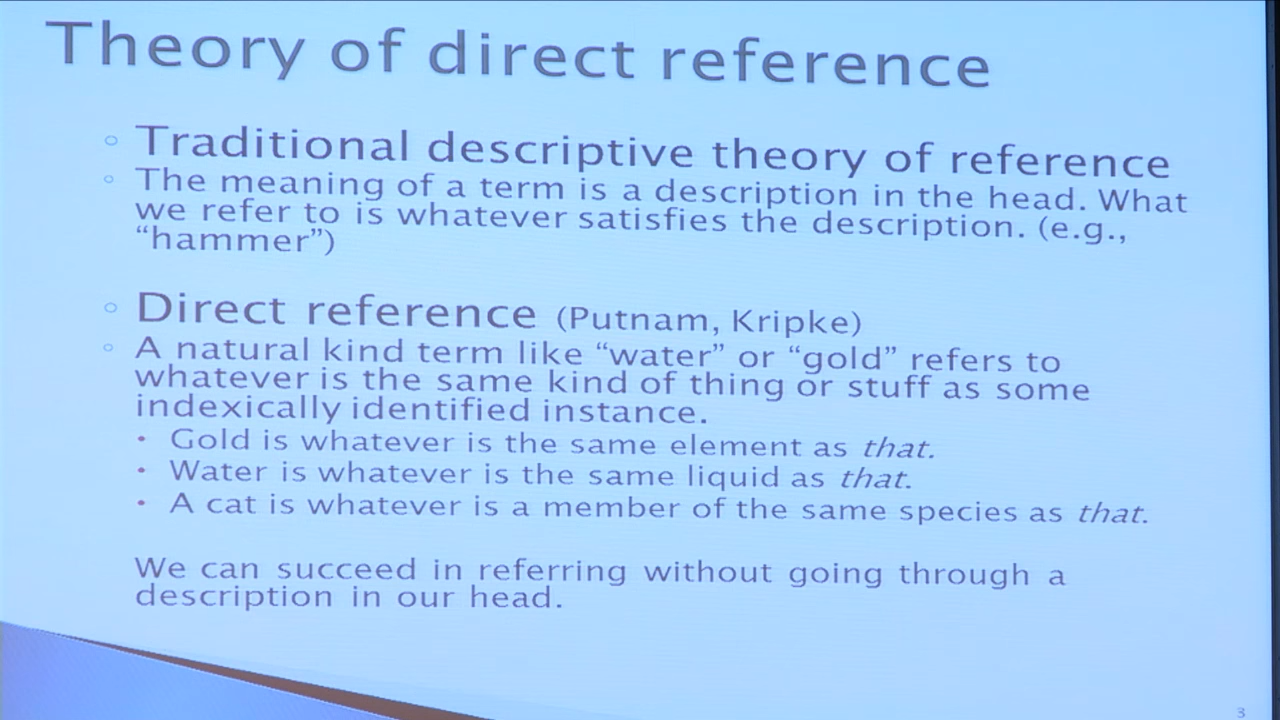 Theory of direct reference
◦ Traditional descriptive theory of reference
◦ The meaning of a term is a description in the head. What
we refer to is whatever satisfies the description. (e.g.,
“hammer”)
◦ Direct reference (Putnam, Kripke)
◦ A natural kind term like “water” or “gold” refers to
whatever is the same kind of thing or stuff as some
indexically identified instance.
• Gold is whatever is the same element as that.
• Water is whatever is the same liquid as that.
• A cat is whatever is a member of the same species as that.
We can succeed in referring without going through a
description in our head.
3